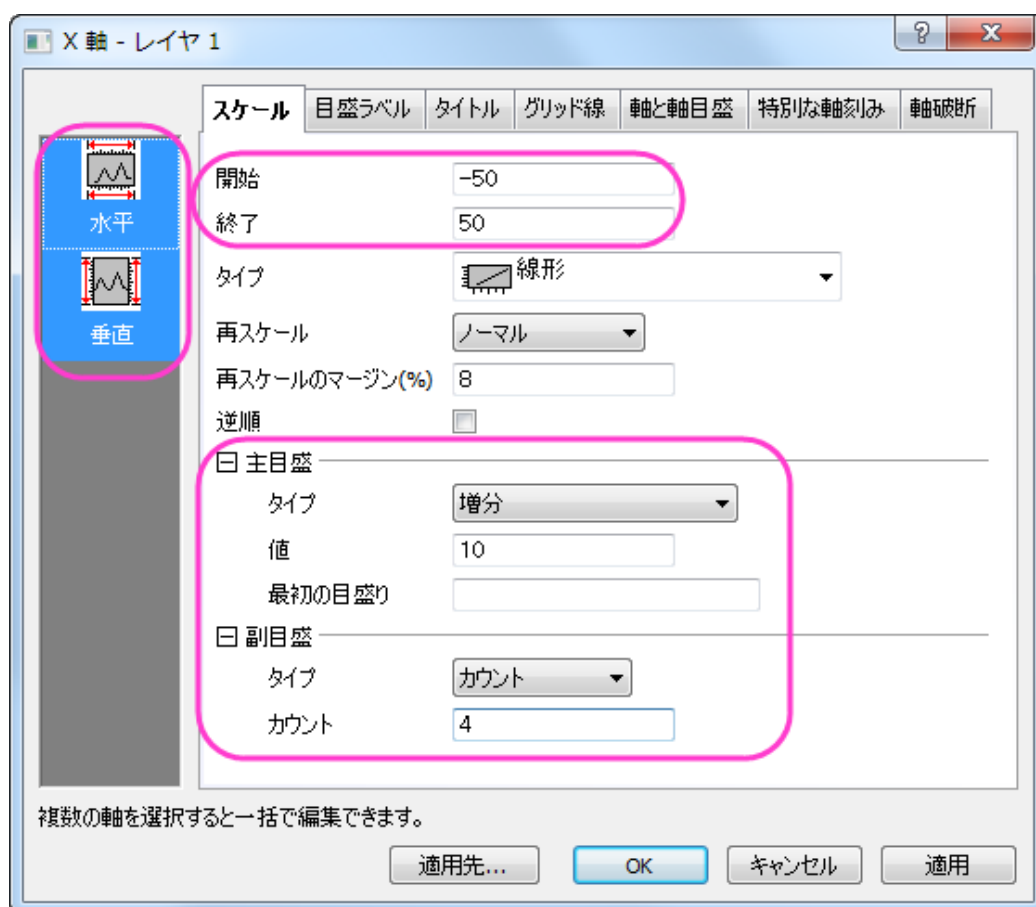 X 軸 - レイヤ 1
スケール 目盛ラベル タイトル グリッド線 軸と軸目盛 特別な軸刻み 軸破断
水平
垂直
開始 -50
終了 50
タイプ 線形
再スケール ノーマル
再スケールのマージン(%) 8
逆順
主目盛
タイプ 増分
値 10
最初の目盛り
副目盛
タイプ カウント
カウント 4
複数の軸を選択すると一括で編集できます。
適用先... OK キャンセル 適用